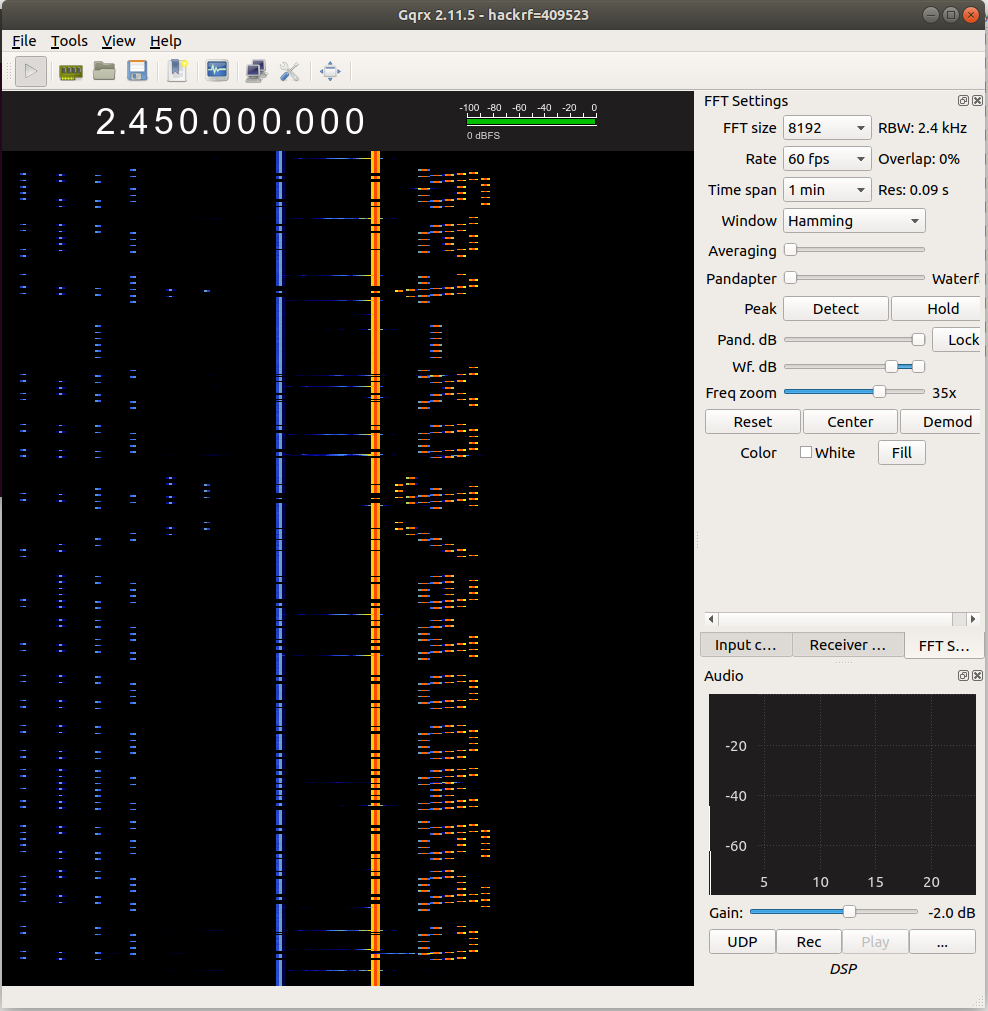 Gqrx 2.11.5 - hackrf=409523
File Tools View Help
2.450.000.000
-100 -80 -60 -40 -20 0
0 dBFS
FFT Settings
FFT size 8192 RBW: 2.4 kHz
Rate 60 fps Overlap: 0%
Time span 1 min Res: 0.09 s
Window Hamming
Averaging
Pandapter Waterf
Peak Detect Hold
Pand. dB Lock
Wf. dB
Freq zoom 35x
Reset Center Demod
Color White Fill
Input c... Receiver ... FFT S...
Audio
-20
-40
-60
5 10 15 20
Gain: -2.0 dB
UDP Rec Play ...
DSP